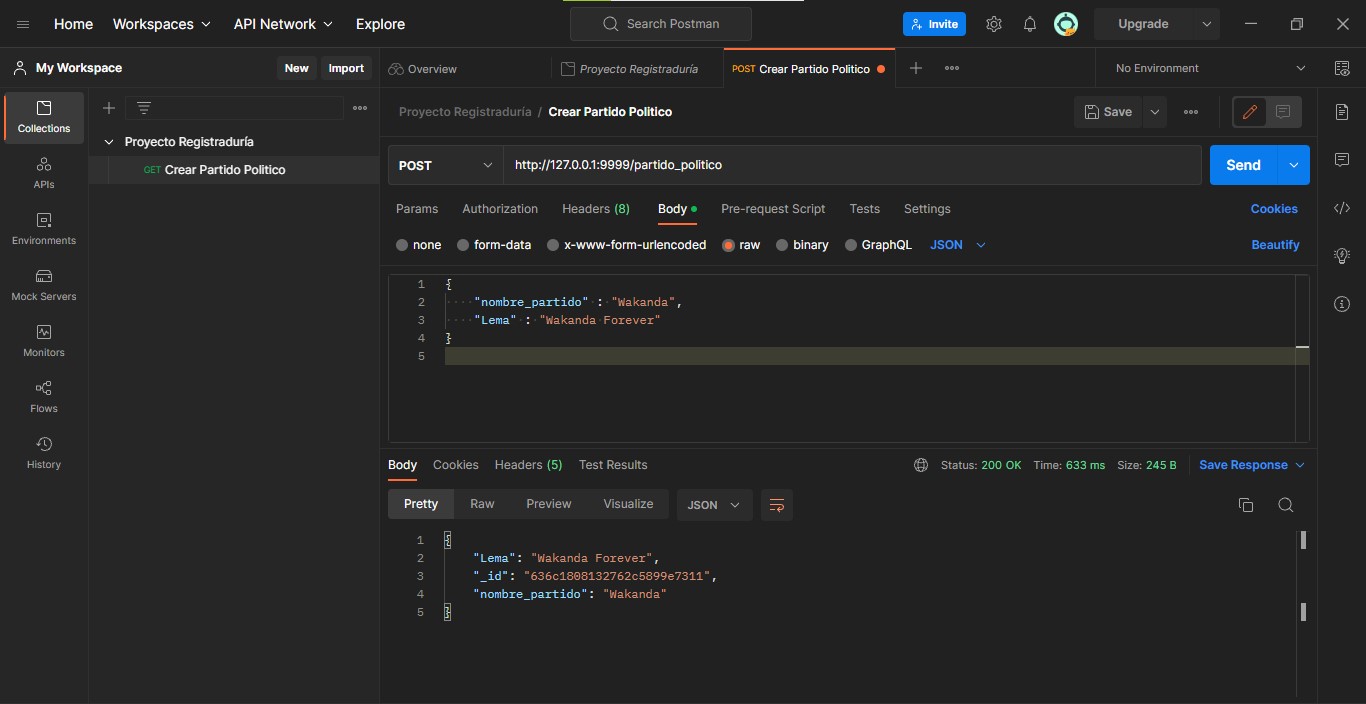 Home Workspaces API Network Explore Search Postman Invite Upgrade
My Workspace New Import Overview Proyecto Registraduría POST Crear Partido Politico No Environment
Collections
APIs
Environments
Mock Servers
Monitors
Flows
History
Proyecto Registraduría
GET Crear Partido Politico
Proyecto Registraduría / Crear Partido Politico Save
POST http://127.0.0.1:9999/partido_politico Send
Params Authorization Headers (8) Body Pre-request Script Tests Settings Cookies
none form-data x-www-form-urlencoded raw binary GraphQL JSON Beautify
1 {
2 "nombre_partido" : "Wakanda",
3 "Lema" : "Wakanda Forever"
4 }
5
Body Cookies Headers (5) Test Results Status: 200 OK Time: 633 ms Size: 245 B Save Response
Pretty Raw Preview Visualize JSON
1 {
2 "Lema": "Wakanda Forever",
3 "_id": "636c1808132762c5899e7311",
4 "nombre_partido": "Wakanda"
5 }